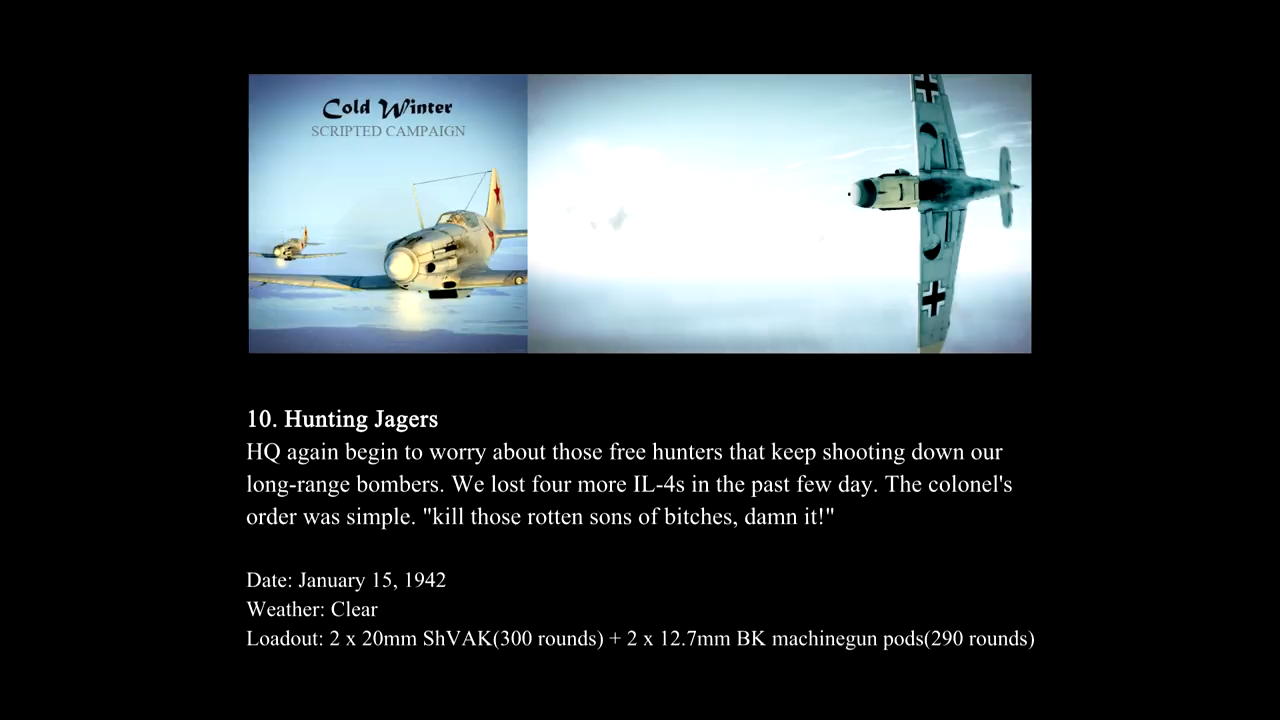 Cold Winter
SCRIPTED CAMPAIGN
10. Hunting Jagers
HQ again begin to worry about those free hunters that keep shooting down our
long-range bombers. We lost four more IL-4s in the past few day. The colonel's
order was simple. "kill those rotten sons of bitches, damn it!"
Date: January 15, 1942
Weather: Clear
Loadout: 2 x 20mm ShVAK(300 rounds) + 2 x 12.7mm BK machinegun pods(290 rounds)